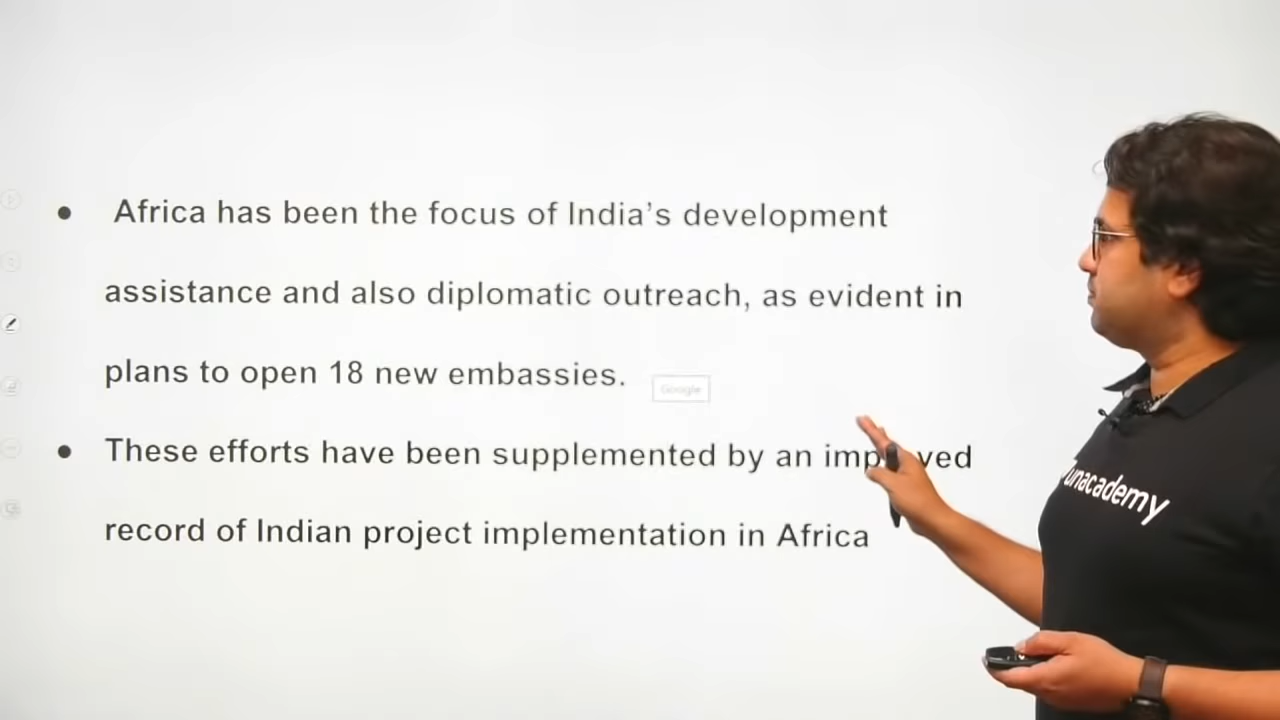 ● Africa has been the focus of India’s development
assistance and also diplomatic outreach, as evident in
plans to open 18 new embassies.
Google
● These efforts have been supplemented by an
record of Indian project implementation in Africa
unacademy